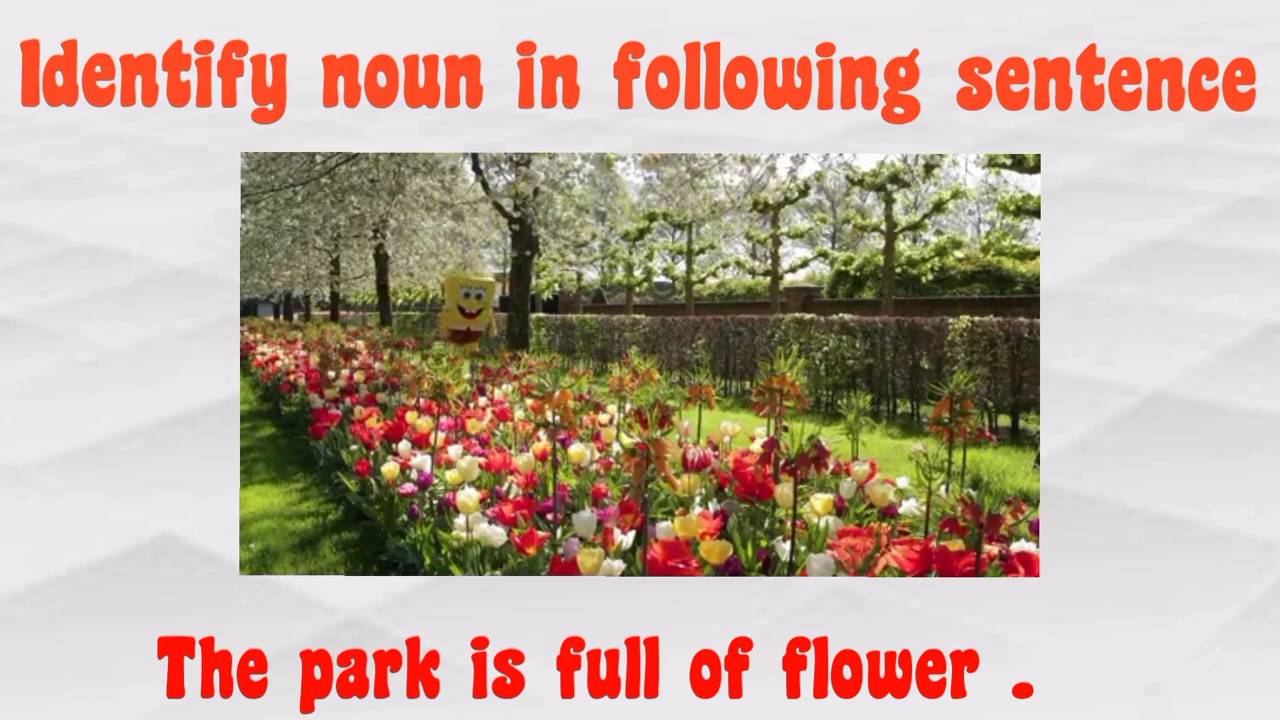 Identify noun in following sentence
The park is full of flower .